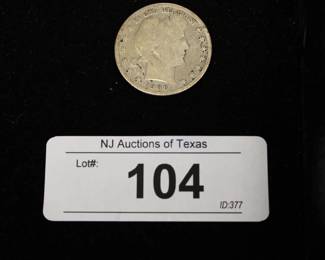 NJ Auctions of Texas
Lot#:
104
ID:377